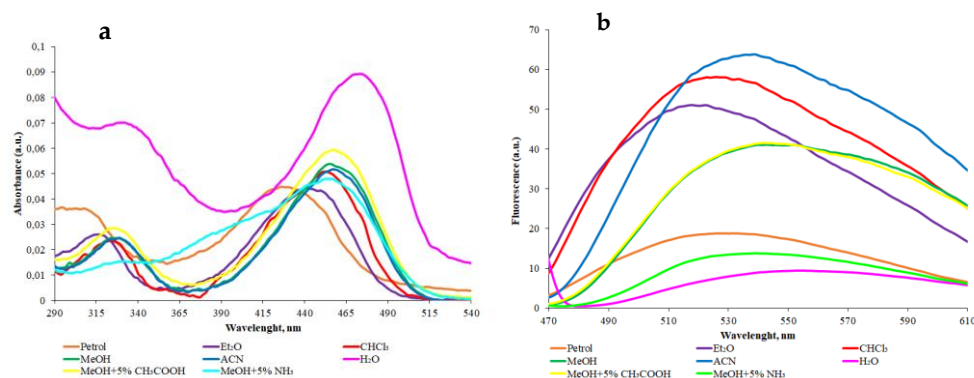 a
Absorbance (a.u.)
0,1
0,09
0,08
0,07
0,06
0,05
0,04
0,03
0,02
0,01
0
290 315 340 365 390 415 440 465 490 515 540
Wavelenght, nm
Petrol Et₂O CHCl₃
MeOH ACN H₂O
MeOH+5% CH₃COOH MeOH+5% NH₃
b
Fluorescence (a.u.)
70
60
50
40
30
20
10
0
470 490 510 530 550 570 590 610
Wavelenght, nm
Petrol Et₂O CHCl₃
MeOH ACN H₂O
MeOH+5% CH₃COOH MeOH+5% NH₃